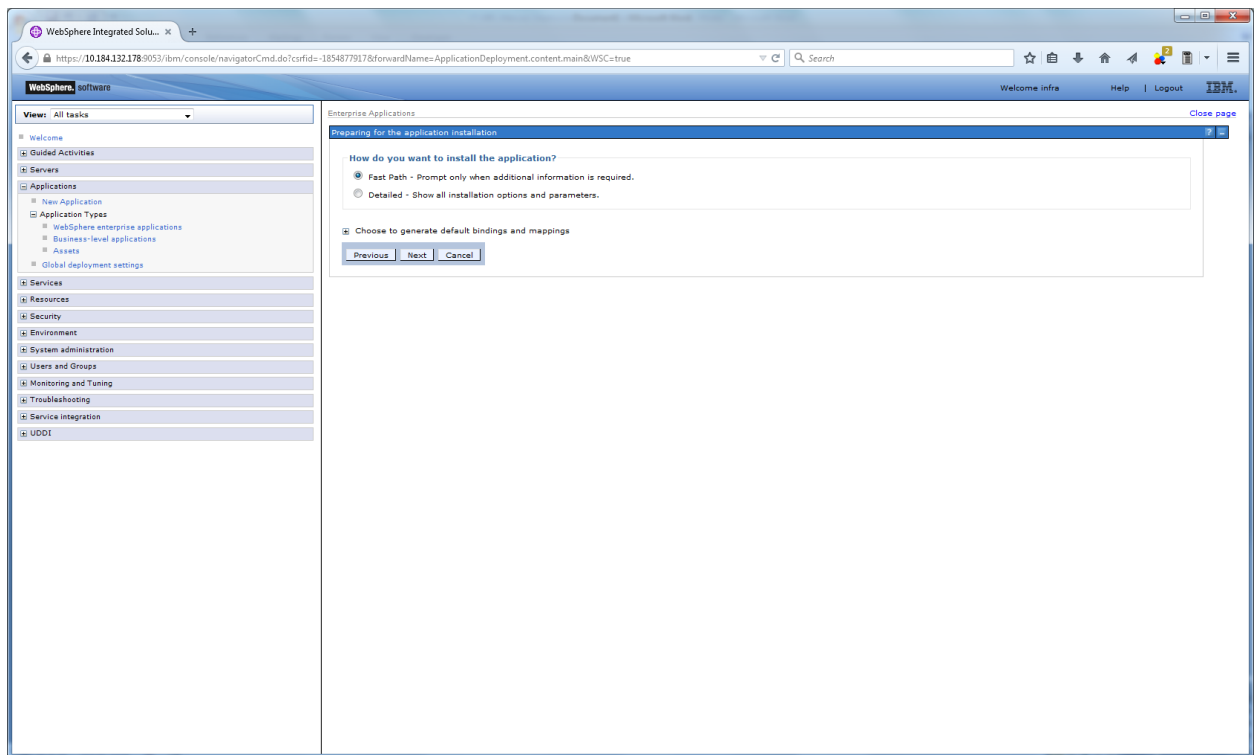 WebSphere Integrated Solu...
https://10.184.132.178:9053/ibm/console/navigatorCmd.do?csrfid=-1854877917&forwardName=ApplicationDeployment.content.main&WSC=true
Search
2
WebSphere. software
Welcome infra
Help | Logout
IBM.
View: All tasks
Welcome
Guided Activities
Servers
Applications
New Application
Application Types
WebSphere enterprise applications
Business-level applications
Assets
Global deployment settings
Services
Resources
Security
Environment
System administration
Users and Groups
Monitoring and Tuning
Troubleshooting
Service integration
UDDI
Enterprise Applications
Close page
Preparing for the application installation
How do you want to install the application?
Fast Path - Prompt only when additional information is required.
Detailed - Show all installation options and parameters.
Choose to generate default bindings and mappings
Previous Next Cancel